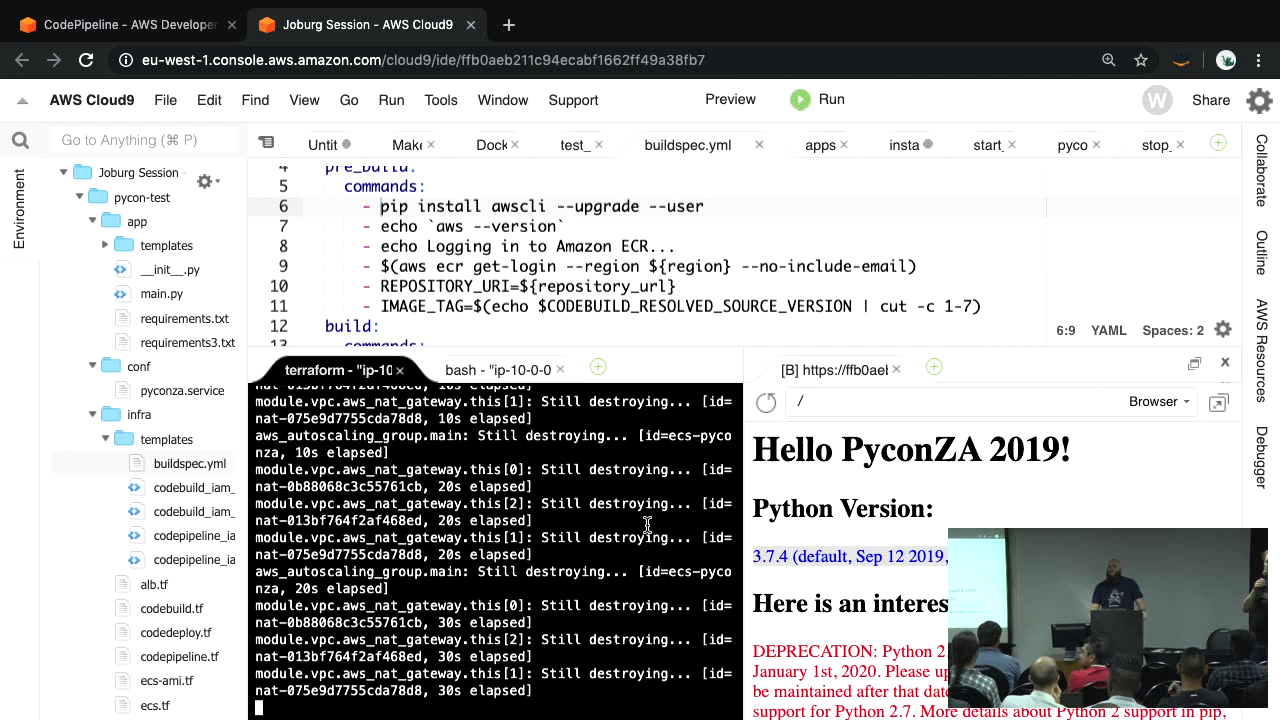 CodePipeline - AWS Develope
Joburg Session - AWS Cloud9
eu-west-1.console.aws.amazon.com/cloud9/ide/ffb0aeb211c94ecabf1662ff49a38fb7
AWS Cloud9 File Edit Find View Go Run Tools Window Support Preview Run W Share
Go to Anything (⌘ P)
Untit Make Dock test_ buildspec.yml apps insta start_ pyco stop_
Environment
Joburg Session
pycon-test
app
templates
__init__.py
main.py
requirements.txt
requirements3.txt
conf
pyconza.service
infra
templates
buildspec.yml
codebuild_iam_
codebuild_iam_
codepipeline_ia
codepipeline_ia
alb.tf
codebuild.tf
codedeploy.tf
codepipeline.tf
ecs-ami.tf
ecs.tf
4 pre_build:
5 commands:
6 - pip install awscli --upgrade --user
7 - echo `aws --version`
8 - echo Logging in to Amazon ECR...
9 - $(aws ecr get-login --region ${region} --no-include-email)
10 - REPOSITORY_URI=${repository_url}
11 - IMAGE_TAG=$(echo $CODEBUILD_RESOLVED_SOURCE_VERSION | cut -c 1-7)
12 build:
13 commands:
6:9 YAML Spaces: 2
Collaborate
Outline
AWS Resources
Debugger
terraform - "ip-10
bash - "ip-10-0-0
nat-013bf764f2af468ed, 10s elapsed]
module.vpc.aws_nat_gateway.this[1]: Still destroying... [id=
nat-075e9d7755cda78d8, 10s elapsed]
aws_autoscaling_group.main: Still destroying... [id=ecs-pyco
nza, 10s elapsed]
module.vpc.aws_nat_gateway.this[0]: Still destroying... [id=
nat-0b88068c3c55761cb, 20s elapsed]
module.vpc.aws_nat_gateway.this[2]: Still destroying... [id=
nat-013bf764f2af468ed, 20s elapsed]
module.vpc.aws_nat_gateway.this[1]: Still destroying... [id=
nat-075e9d7755cda78d8, 20s elapsed]
aws_autoscaling_group.main: Still destroying... [id=ecs-pyco
nza, 20s elapsed]
module.vpc.aws_nat_gateway.this[0]: Still destroying... [id=
nat-0b88068c3c55761cb, 30s elapsed]
module.vpc.aws_nat_gateway.this[2]: Still destroying... [id=
nat-013bf764f2af468ed, 30s elapsed]
module.vpc.aws_nat_gateway.this[1]: Still destroying... [id=
nat-075e9d7755cda78d8, 30s elapsed]
[B] https://ffb0aeb
/ Browser
Hello PyconZA 2019!
Python Version:
3.7.4 (default, Sep 12 2019,
Here is an interes
DEPRECATION: Python 2.
January 1st, 2020. Please up
be maintained after that date
support for Python 2.7. More details about Python 2 support in pip,